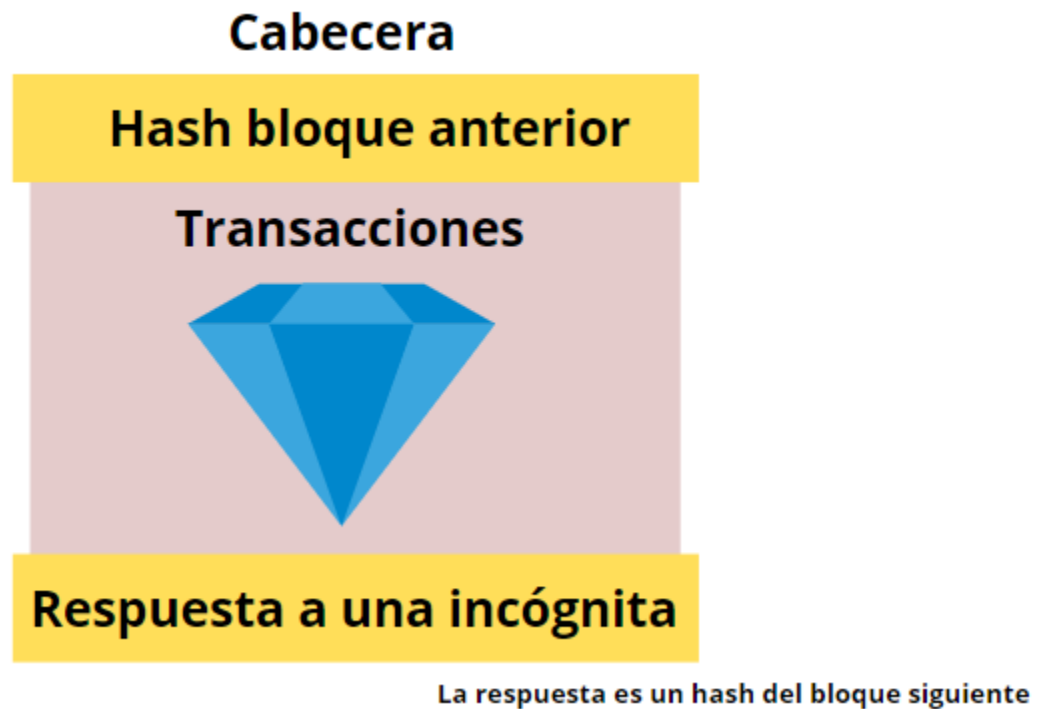 Cabecera
Hash bloque anterior
Transacciones
Respuesta a una incógnita
La respuesta es un hash del bloque siguiente